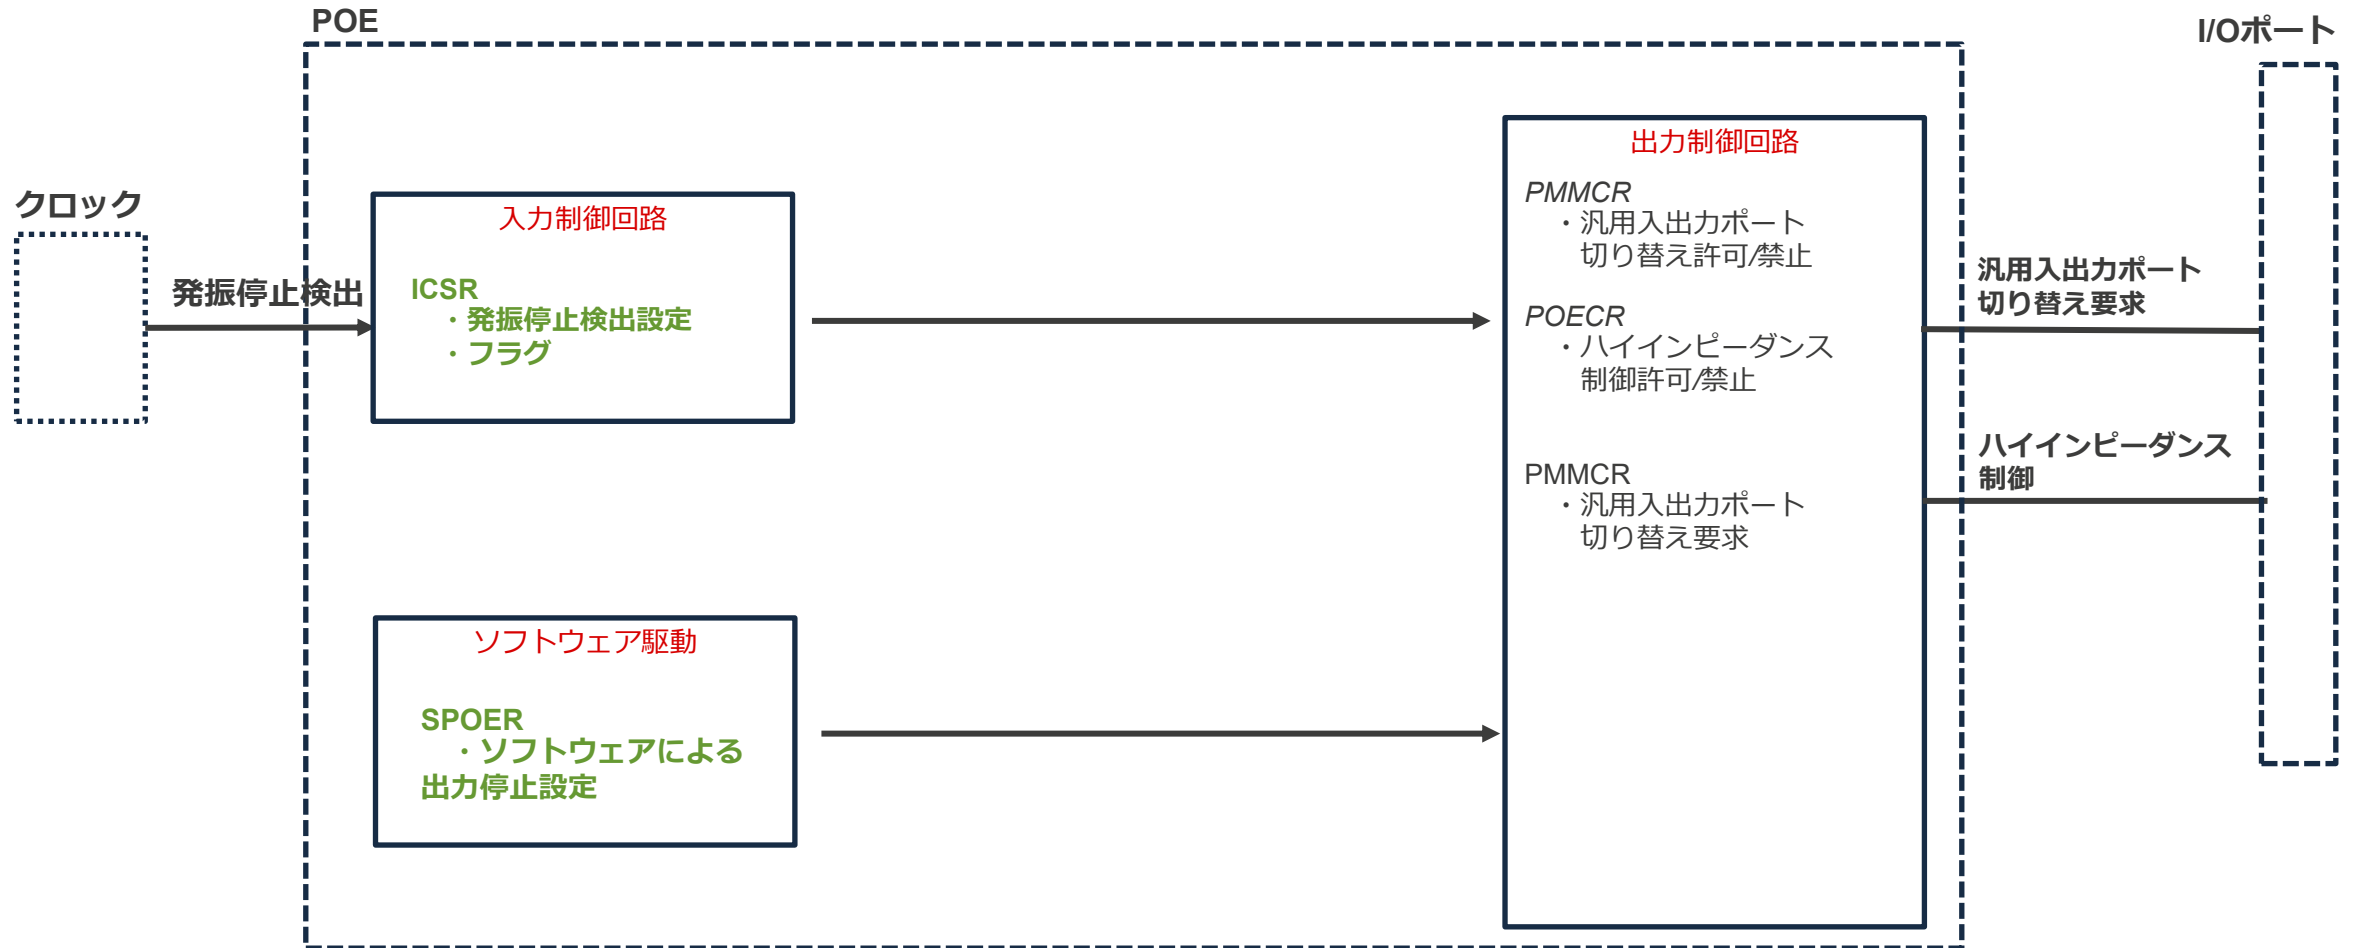 POE
I/Oポート
クロック
発振停止検出
入力制御回路
ICSR
・発振停止検出設定
・フラグ
ソフトウェア駆動
SPOER
・ソフトウェアによる
出力停止設定
出力制御回路
PMMCR
・汎用入出力ポート
切り替え許可/禁止
POECR
・ハイインピーダンス
制御許可/禁止
PMMCR
・汎用入出力ポート
切り替え要求
汎用入出力ポート
切り替え要求
ハイインピーダンス
制御